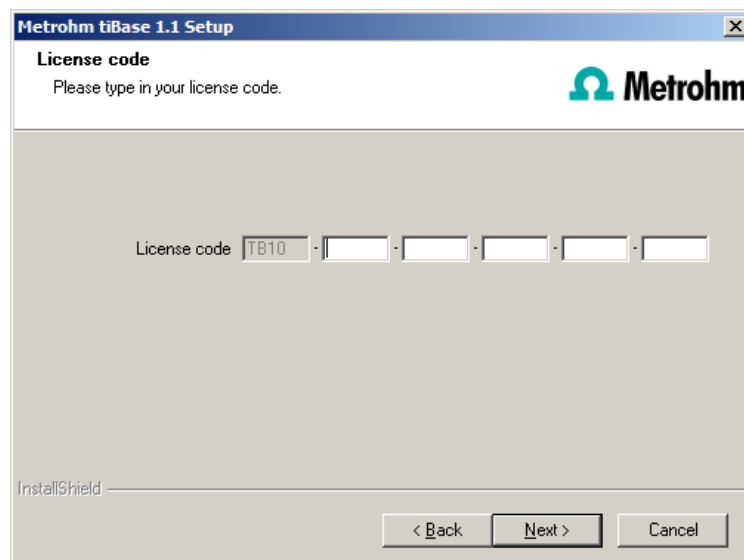 Metrohm tiBase 1.1 Setup
License code
Please type in your license code.
Metrohm
License code TB10 - - - - -
InstallShield
< Back Next > Cancel